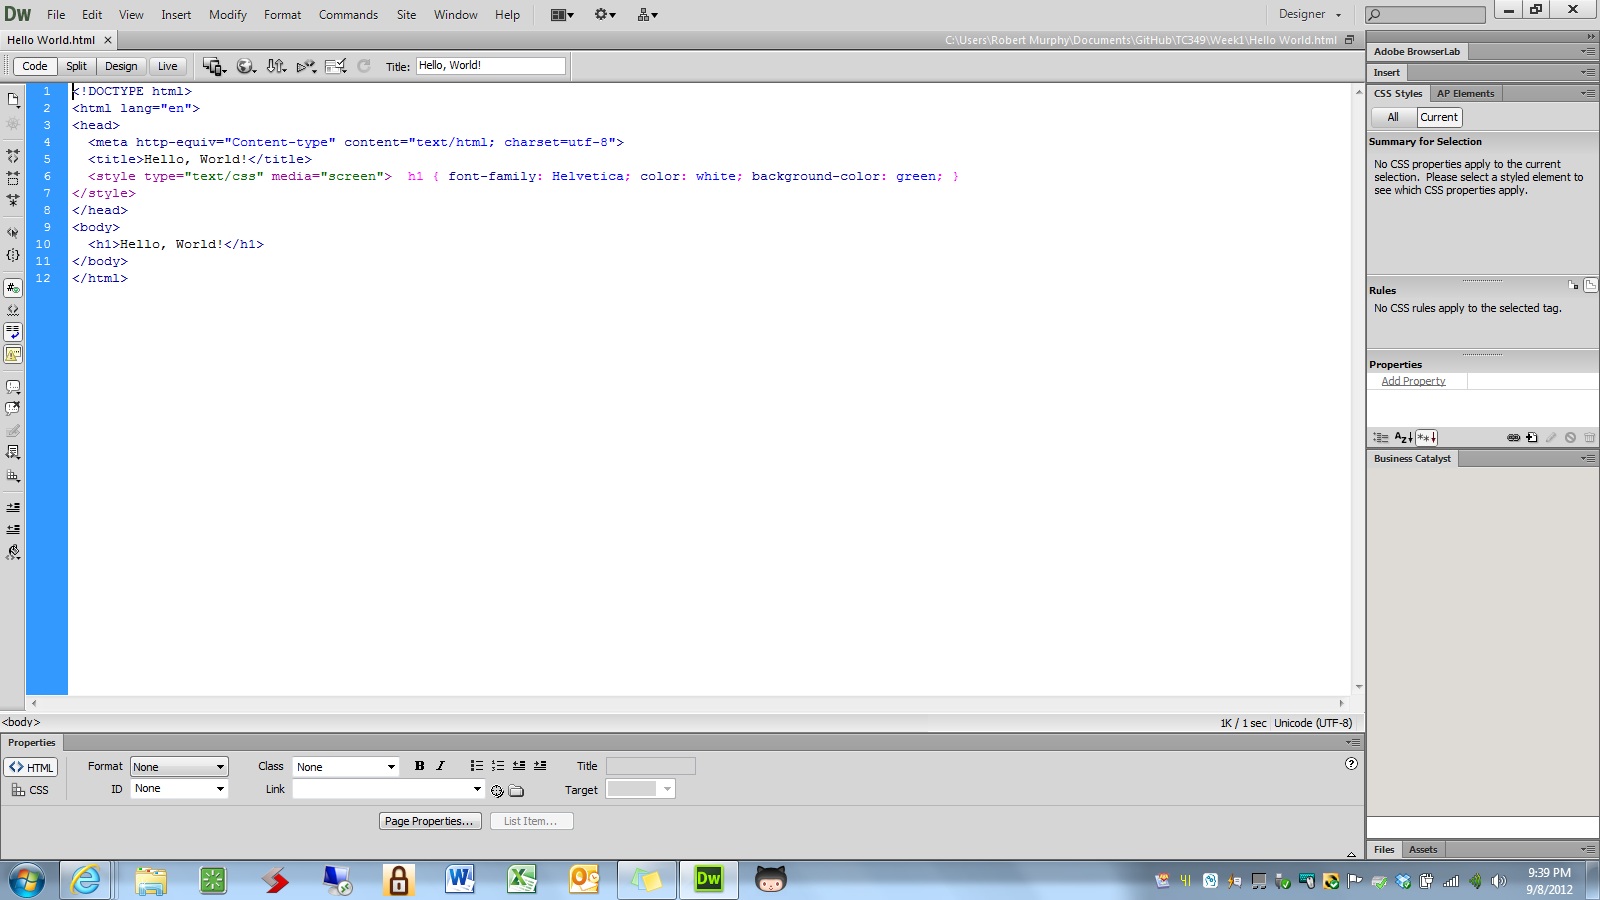 Dw File Edit View Insert Modify Format Commands Site Window Help Designer
Hello World.html C:\Users\Robert Murphy\Documents\GitHub\TC349\Week1\Hello World.html
Code Split Design Live Title: Hello, World!
1 <!DOCTYPE html>
2 <html lang="en">
3 <head>
4 <meta http-equiv="Content-type" content="text/html; charset=utf-8">
5 <title>Hello, World!</title>
6 <style type="text/css" media="screen"> h1 { font-family: Helvetica; color: white; background-color: green; }
7 </style>
8 </head>
9 <body>
10 <h1>Hello, World!</h1>
11 </body>
12 </html>
<body> 1K / 1 sec Unicode (UTF-8)
Adobe BrowserLab
Insert
CSS Styles AP Elements
All Current
Summary for Selection
No CSS properties apply to the current
selection. Please select a styled element to
see which CSS properties apply.
Rules
No CSS rules apply to the selected tag.
Properties
Add Property
Az
Business Catalyst
Files Assets
Properties
<> HTML Format None Class None B I Title
CSS ID None Link Target
Page Properties... List Item...
Dw 9:39 PM
9/8/2012